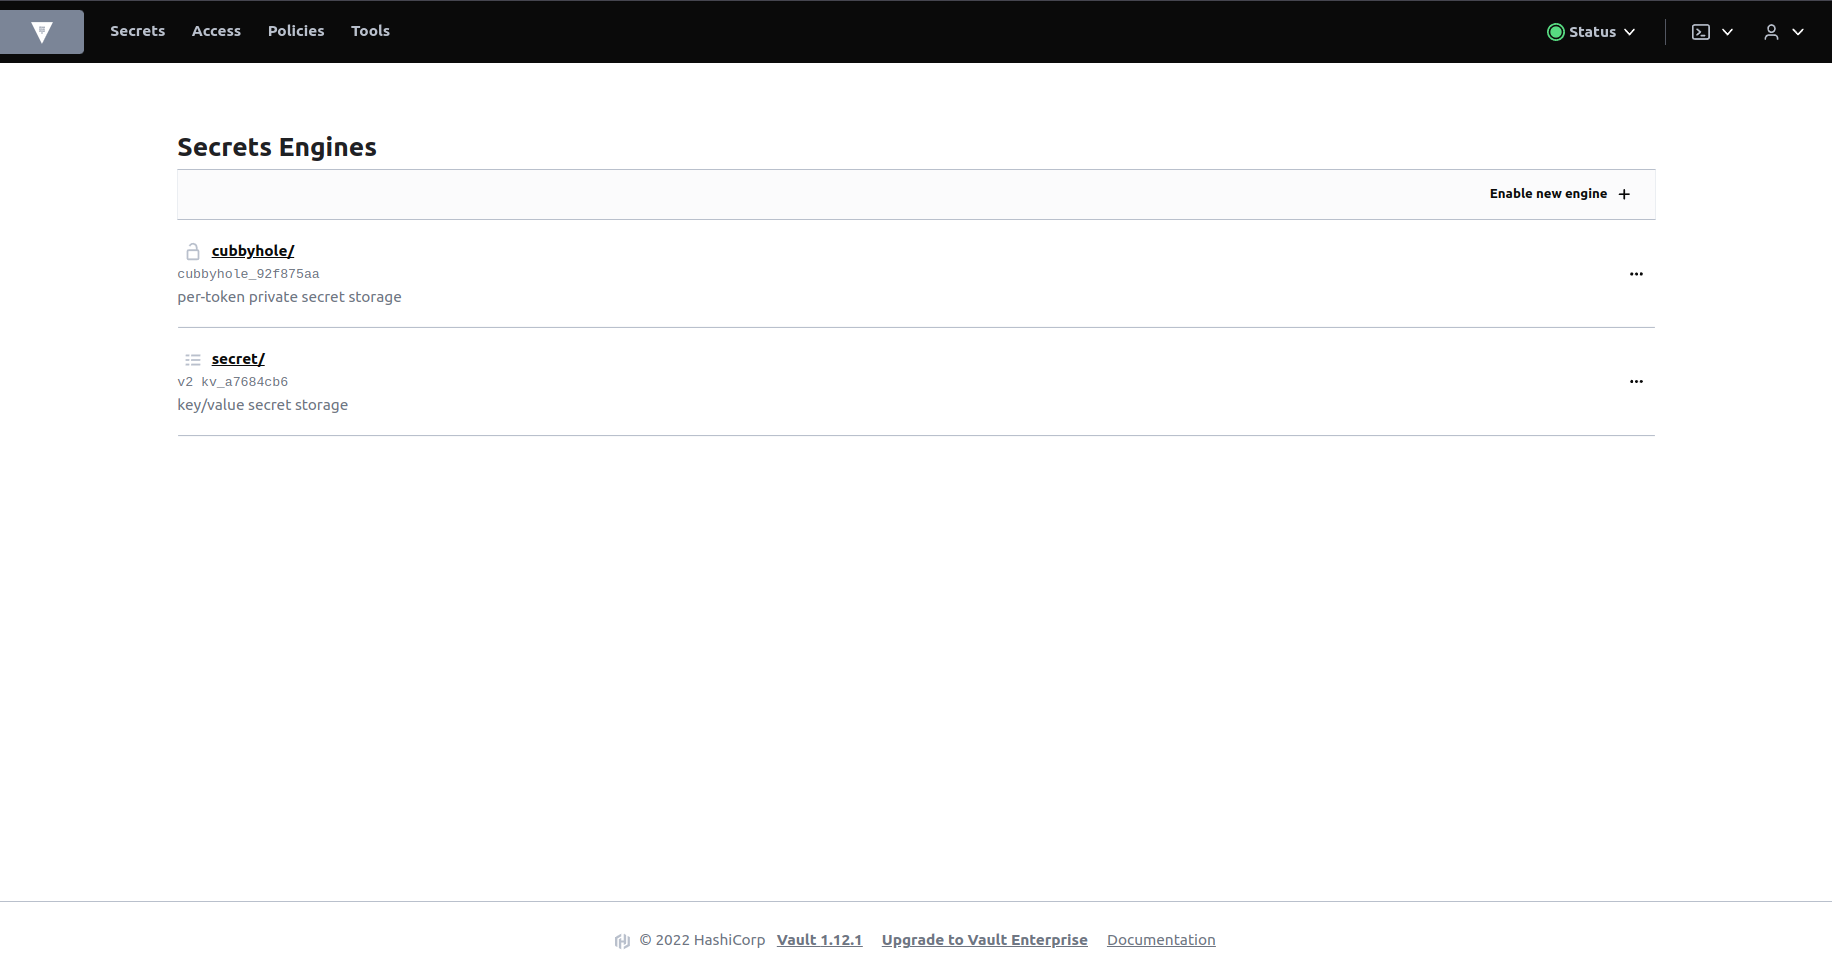 Secrets Access Policies Tools Status
Secrets Engines
Enable new engine
cubbyhole/
cubbyhole_92f875aa
per-token private secret storage
secret/
v2 kv_a7684cb6
key/value secret storage
© 2022 HashiCorp Vault 1.12.1 Upgrade to Vault Enterprise Documentation